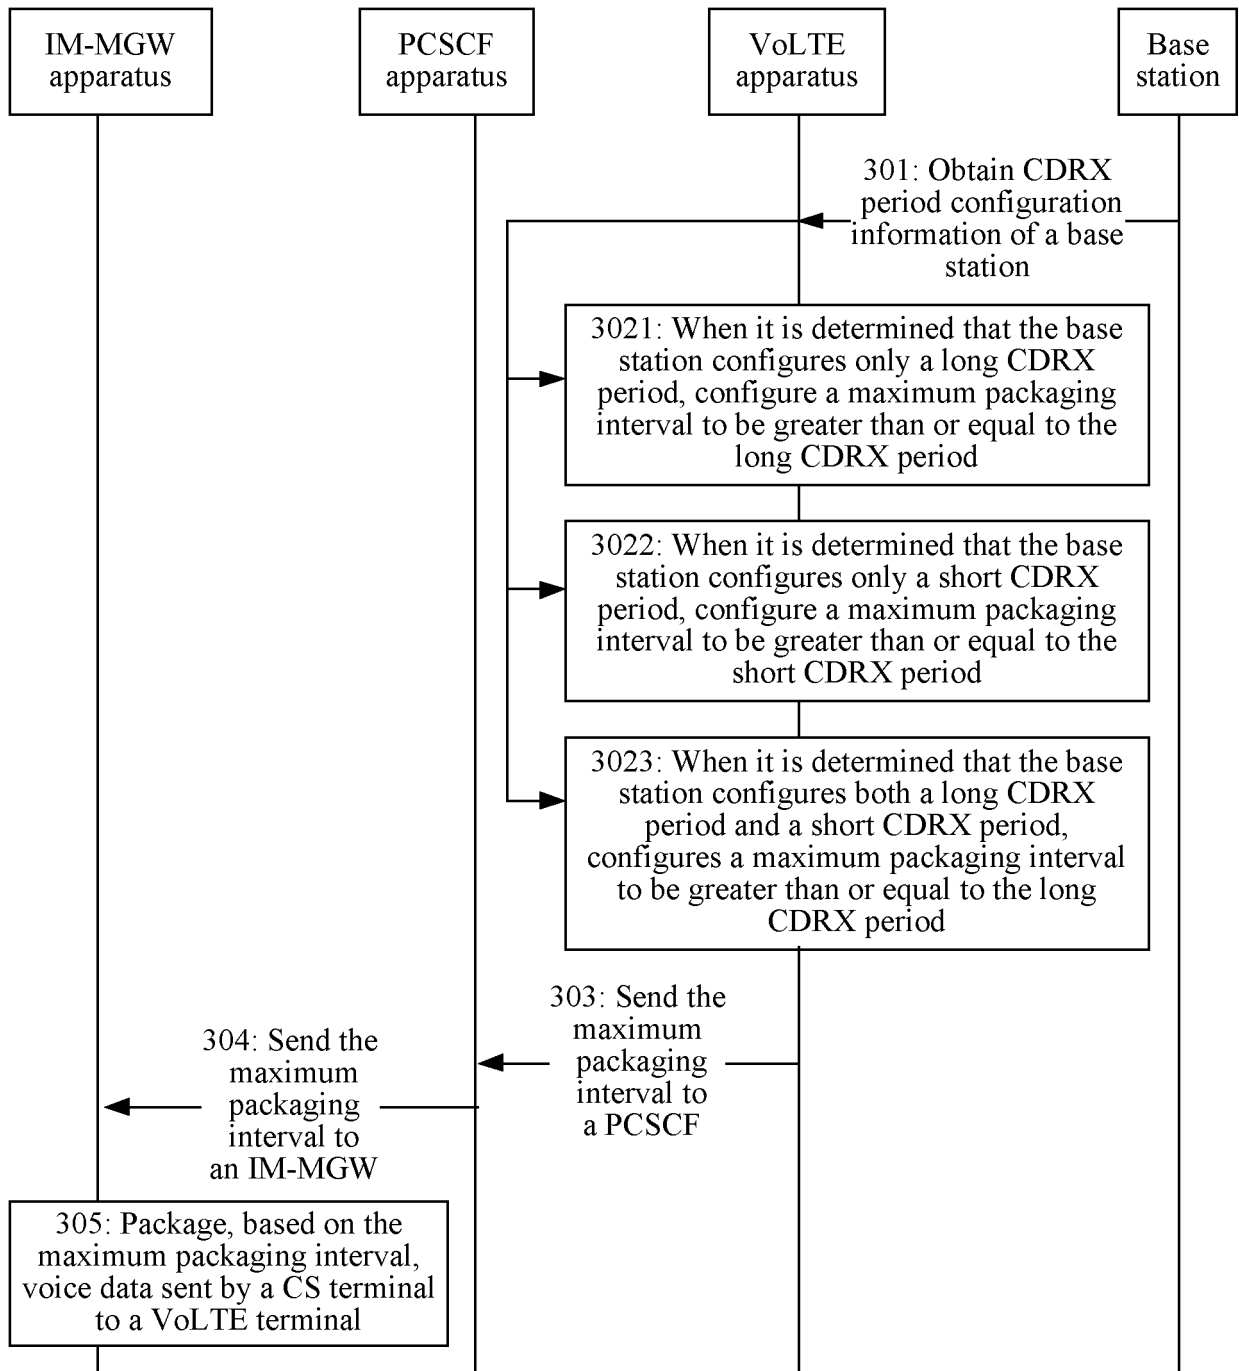 IM-MGW
apparatus
PCSCF
apparatus
VoLTE
apparatus
Base
station
301: Obtain CDRX
period configuration
information of a base
station
3021: When it is determined that the base
station configures only a long CDRX
period, configure a maximum packaging
interval to be greater than or equal to the
long CDRX period
3022: When it is determined that the base
station configures only a short CDRX
period, configure a maximum packaging
interval to be greater than or equal to the
short CDRX period
3023: When it is determined that the base
station configures both a long CDRX
period and a short CDRX period,
configures a maximum packaging interval
to be greater than or equal to the long
CDRX period
303: Send the
maximum
packaging
interval to
a PCSCF
304: Send the
maximum
packaging
interval to
an IM-MGW
305: Package, based on the
maximum packaging interval,
voice data sent by a CS terminal
to a VoLTE terminal